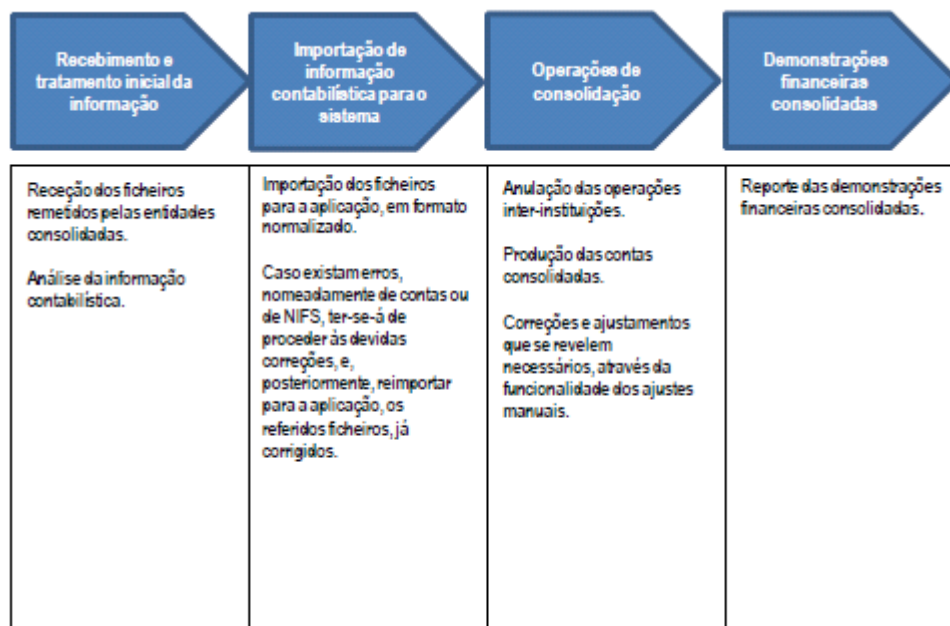 Recebimento e
tratamento inicial da
informação
Importação de
informação
contabilística para o
sistema
Operações de
consolidação
Demonstrações
financeiras
consolidadas
Receção dos ficheiros
remetidos pelas entidades
consolidadas.
Análise da informação
contabilística.
Importação dos ficheiros
para a aplicação, em formato
normalizado.
Caso existam erros,
nomeadamente de contas ou
de NIFS, ter-se-á de
proceder às devidas
correções, e,
posteriormente, reimportar
para a aplicação, os
referidos ficheiros, já
corrigidos.
Anulação das operações
inter-instituições.
Produção das contas
consolidadas.
Correções e ajustamentos
que se revelem
necessários, através da
funcionalidade dos ajustes
manuais.
Reporte das demonstrações
financeiras consolidadas.